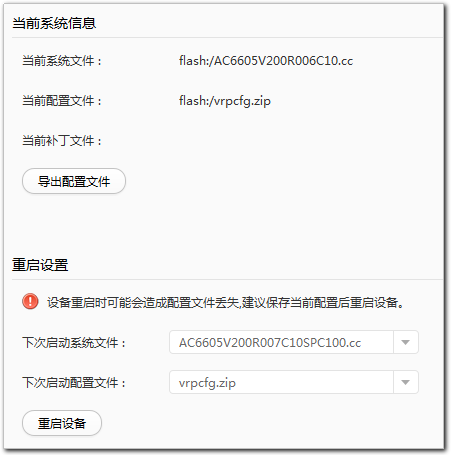 当前系统信息
当前系统文件： flash:/AC6605V200R006C10.cc
当前配置文件： flash:/vrpcfg.zip
当前补丁文件：
导出配置文件
重启设置
设备重启时可能会造成配置文件丢失,建议保存当前配置后重启设备。
下次启动系统文件： AC6605V200R007C10SPC100.cc
下次启动配置文件： vrpcfg.zip
重启设备